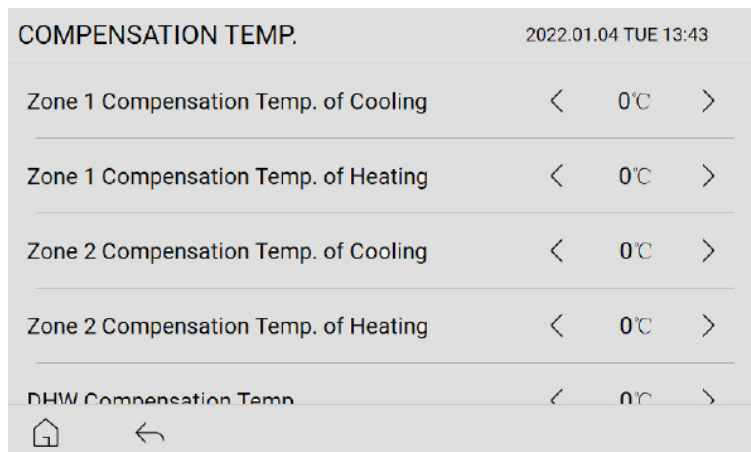 COMPENSATION TEMP. 2022.01.04 TUE 13:43
Zone 1 Compensation Temp. of Cooling < 0℃ >
Zone 1 Compensation Temp. of Heating < 0℃ >
Zone 2 Compensation Temp. of Cooling < 0℃ >
Zone 2 Compensation Temp. of Heating < 0℃ >
DHW Compensation Temp < 0℃ >